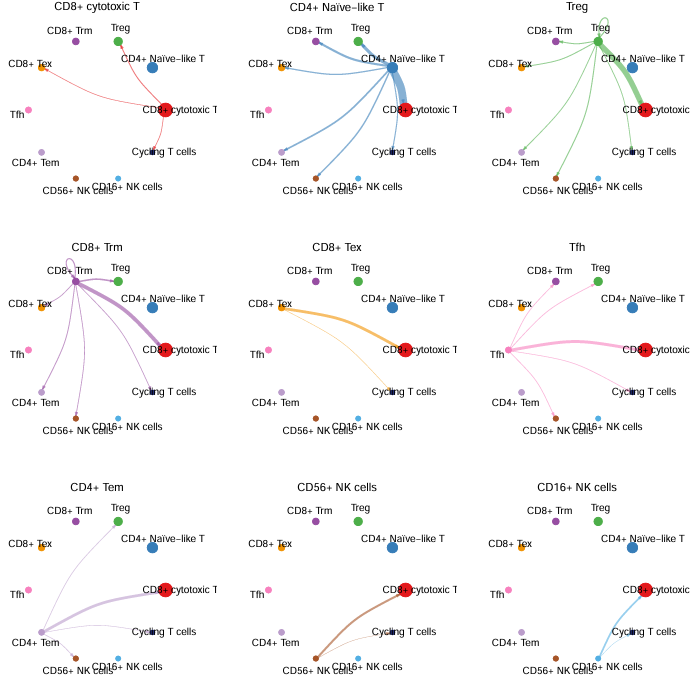 CD8+ cytotoxic T
CD8+ Trm
Treg
CD8+ Tex
CD4+ Naïve−like T
CD8+ cytotoxic T
Tfh
CD4+ Tem
Cycling T cells
CD56+ NK cells
CD16+ NK cells
CD4+ Naïve−like T
CD8+ Trm
Treg
CD8+ Tex
CD4+ Naïve−like T
CD8+ cytotoxic T
Tfh
CD4+ Tem
Cycling T cells
CD56+ NK cells
CD16+ NK cells
Treg
CD8+ Trm
Treg
CD8+ Tex
CD4+ Naïve−like T
CD8+ cytotoxic
Tfh
CD4+ Tem
Cycling T cells
CD56+ NK cells
CD16+ NK cells
CD8+ Trm
CD8+ Trm
Treg
CD8+ Tex
CD4+ Naïve−like T
CD8+ cytotoxic T
Tfh
CD4+ Tem
Cycling T cells
CD56+ NK cells
CD16+ NK cells
CD8+ Tex
CD8+ Trm
Treg
CD8+ Tex
CD4+ Naïve−like T
CD8+ cytotoxic T
Tfh
CD4+ Tem
Cycling T cells
CD56+ NK cells
CD16+ NK cells
Tfh
CD8+ Trm
Treg
CD8+ Tex
CD4+ Naïve−like T
CD8+ cytotoxic
Tfh
CD4+ Tem
Cycling T cells
CD56+ NK cells
CD16+ NK cells
CD4+ Tem
CD8+ Trm
Treg
CD8+ Tex
CD4+ Naïve−like T
CD8+ cytotoxic T
Tfh
CD4+ Tem
Cycling T cells
CD56+ NK cells
CD16+ NK cells
CD56+ NK cells
CD8+ Trm
Treg
CD8+ Tex
CD4+ Naïve−like T
CD8+ cytotoxic T
Tfh
CD4+ Tem
Cycling T cells
CD56+ NK cells
CD16+ NK cells
CD16+ NK cells
CD8+ Trm
Treg
CD8+ Tex
CD4+ Naïve−like T
CD8+ cytotoxic
Tfh
CD4+ Tem
Cycling T cells
CD56+ NK cells
CD16+ NK cells